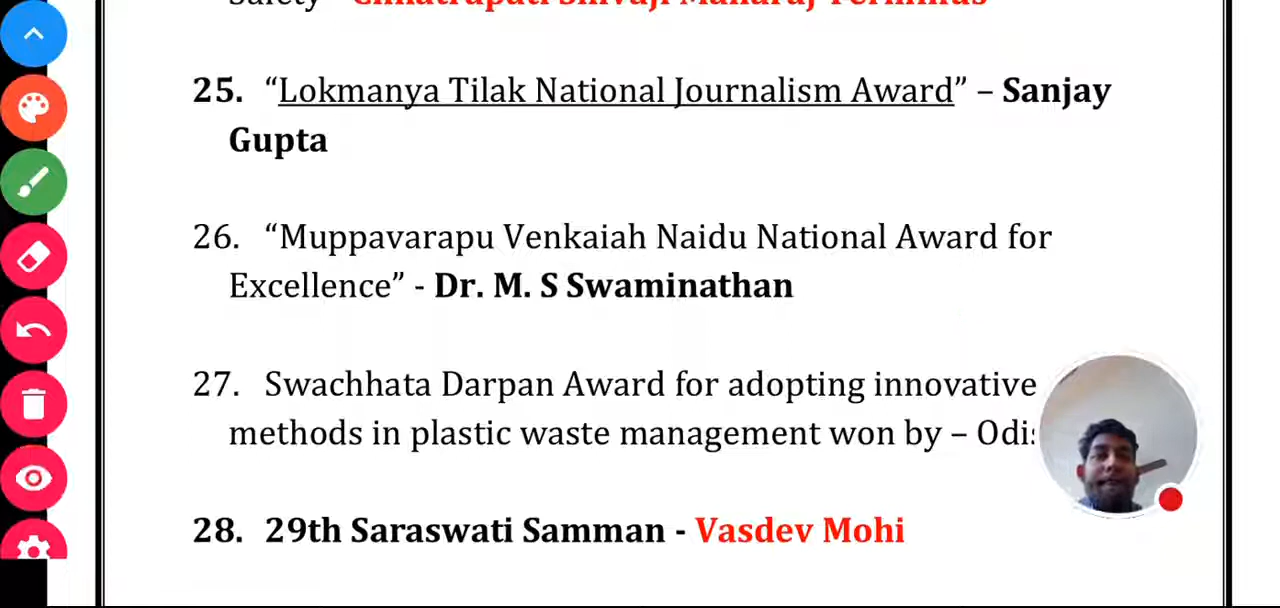 25. “Lokmanya Tilak National Journalism Award” – Sanjay
Gupta
26. “Muppavarapu Venkaiah Naidu National Award for
Excellence” - Dr. M. S Swaminathan
27. Swachhata Darpan Award for adopting innovative
methods in plastic waste management won by –
28. 29th Saraswati Samman - Vasdev Mohi